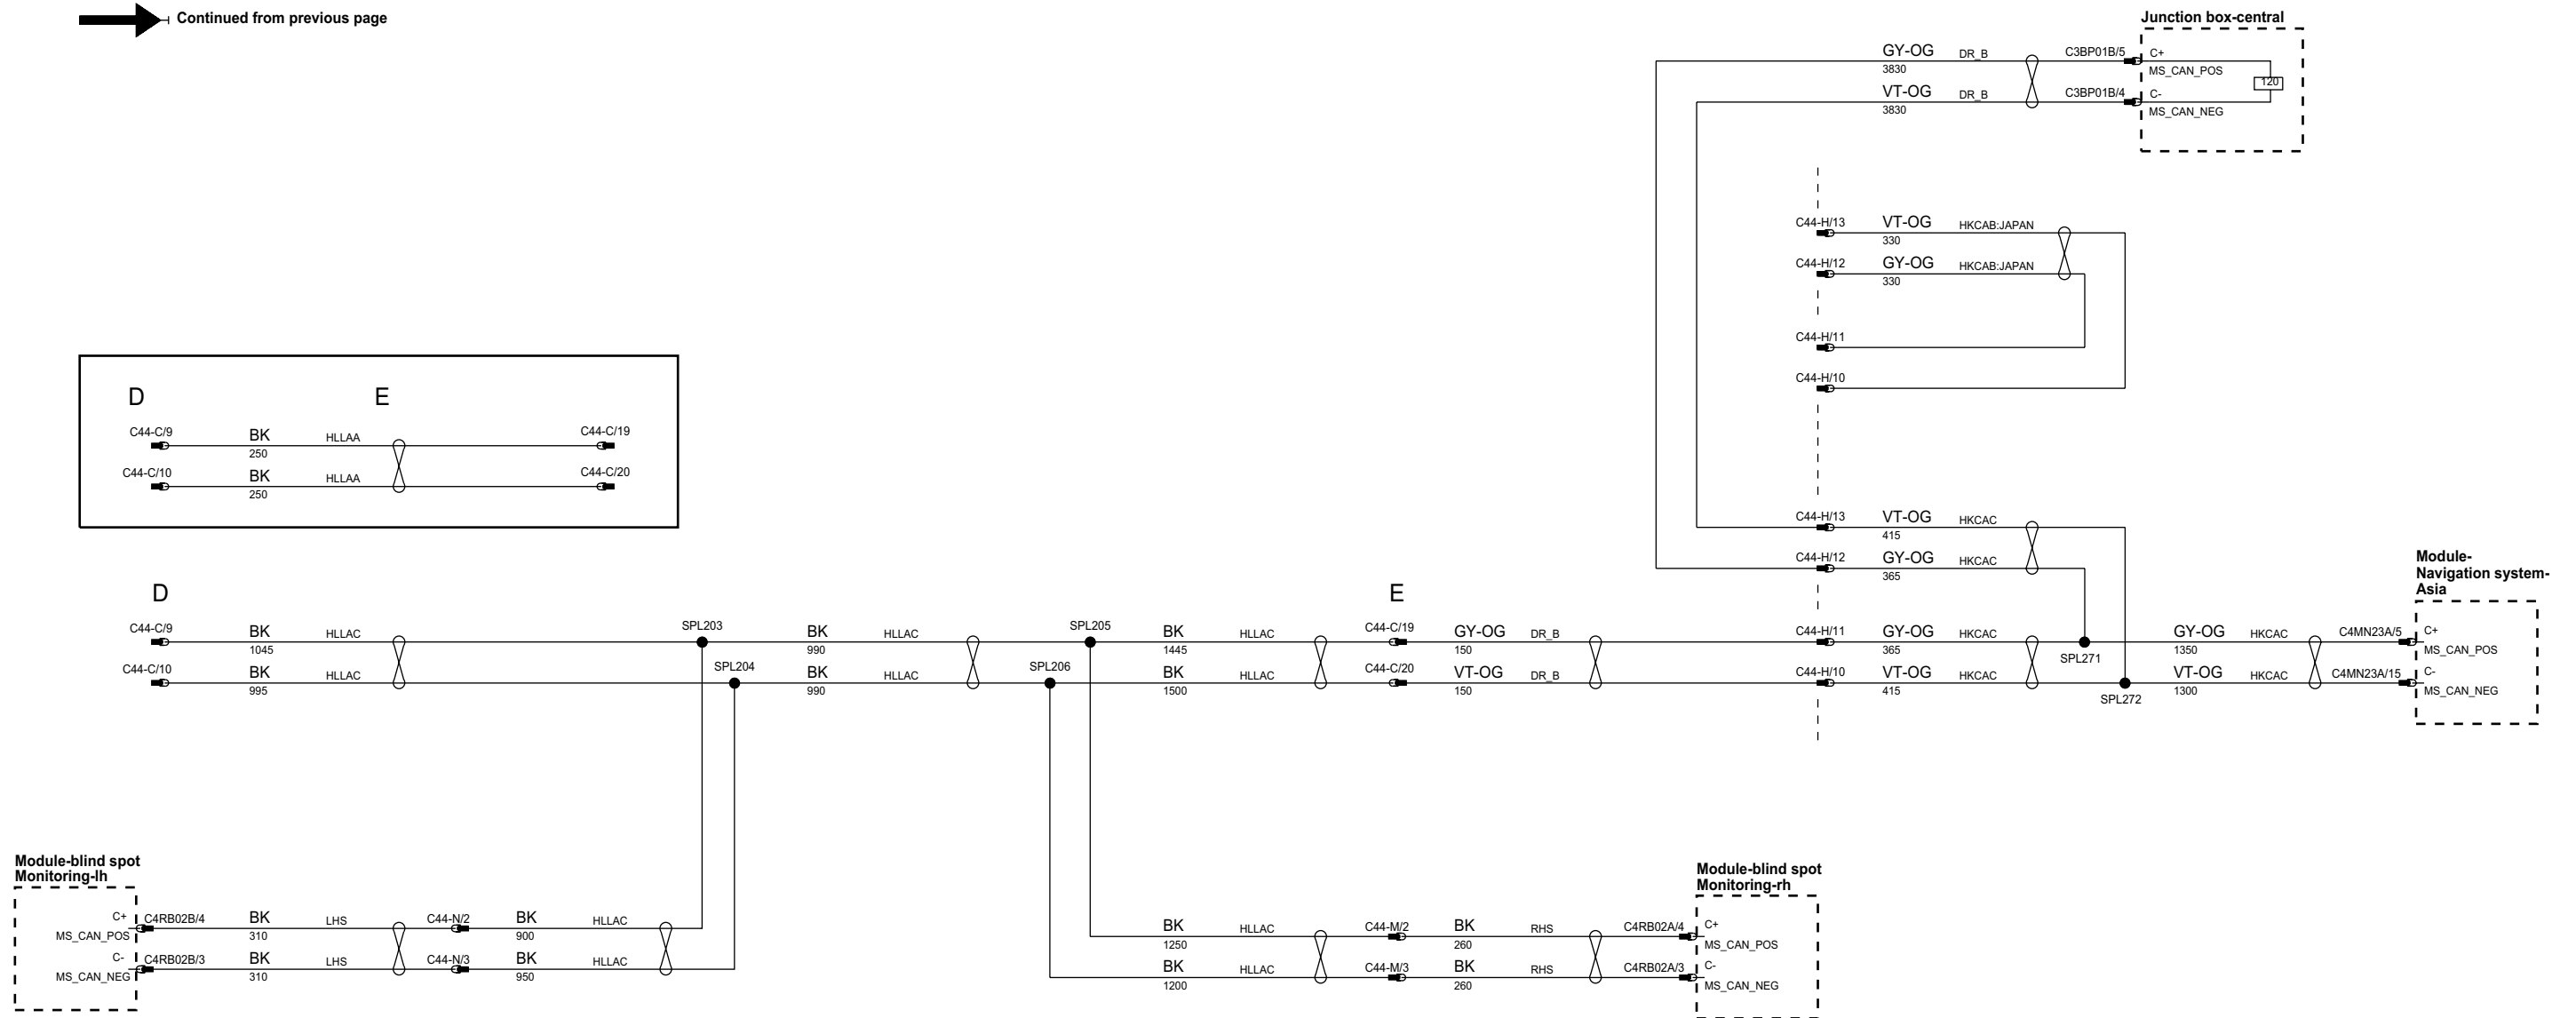 Continued from previous page
Junction box-central
GY-OG DR_B C3BP01B/5 C+
3830 MS_CAN_POS
120
VT-OG DR_B C3BP01B/4 C-
3830 MS_CAN_NEG
C44-H/13 VT-OG HKCAB:JAPAN
330
C44-H/12 GY-OG HKCAB:JAPAN
330
C44-H/11
C44-H/10
D E
C44-C/9 BK HLLAA C44-C/19
250
C44-C/10 BK HLLAA C44-C/20
250
C44-H/13 VT-OG HKCAC
415
C44-H/12 GY-OG HKCAC
365
Module-
Navigation system-
Asia
D E
C44-C/9 BK HLLAC SPL203 BK HLLAC SPL205 BK HLLAC C44-C/19 GY-OG DR_B C44-H/11 GY-OG HKCAC SPL271 GY-OG HKCAC C4MN23A/5 C+
1045 990 1445 150 365 1350 MS_CAN_POS
C44-C/10 BK HLLAC SPL204 BK HLLAC SPL206 BK HLLAC C44-C/20 VT-OG DR_B C44-H/10 VT-OG HKCAC SPL272 VT-OG HKCAC C4MN23A/15 C-
995 990 1500 150 415 1300 MS_CAN_NEG
Module-blind spot
Monitoring-lh
C+ C4RB02B/4 BK LHS C44-N/2 BK HLLAC
MS_CAN_POS 310 900
C- C4RB02B/3 BK LHS C44-N/3 BK HLLAC
MS_CAN_NEG 310 950
Module-blind spot
Monitoring-rh
BK HLLAC C44-M/2 BK RHS C4RB02A/4 C+
1250 260 MS_CAN_POS
BK HLLAC C44-M/3 BK RHS C4RB02A/3 C-
1200 260 MS_CAN_NEG